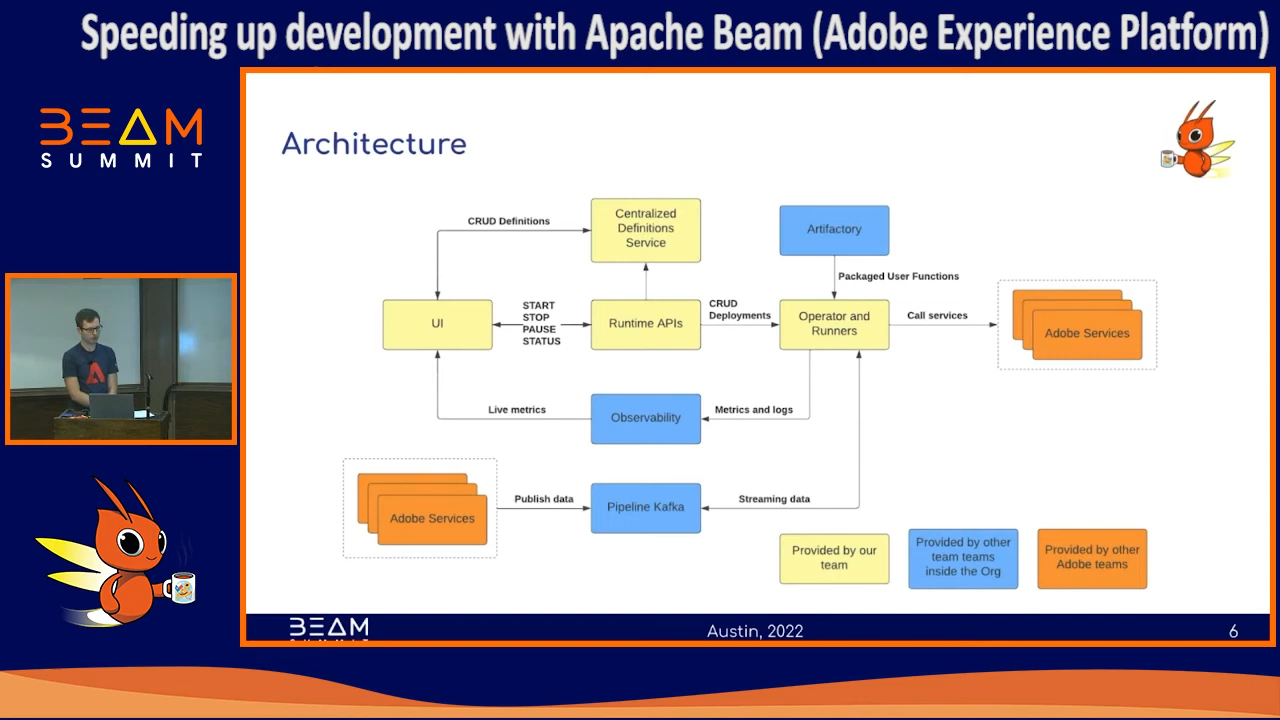 Speeding up development with Apache Beam (Adobe Experience Platform)
BEAM
SUMMIT
Architecture
CRUD Definitions
Centralized
Definitions
Service
Artifactory
Packaged User Functions
UI
START
STOP
PAUSE
STATUS
Runtime APIs
CRUD
Deployments
Operator and
Runners
Call services
Adobe Services
Live metrics
Observability
Metrics and logs
Adobe Services
Publish data
Pipeline Kafka
Streaming data
Provided by our
team
Provided by other
team teams
inside the Org
Provided by other
Adobe teams
BEAM
Austin, 2022
6